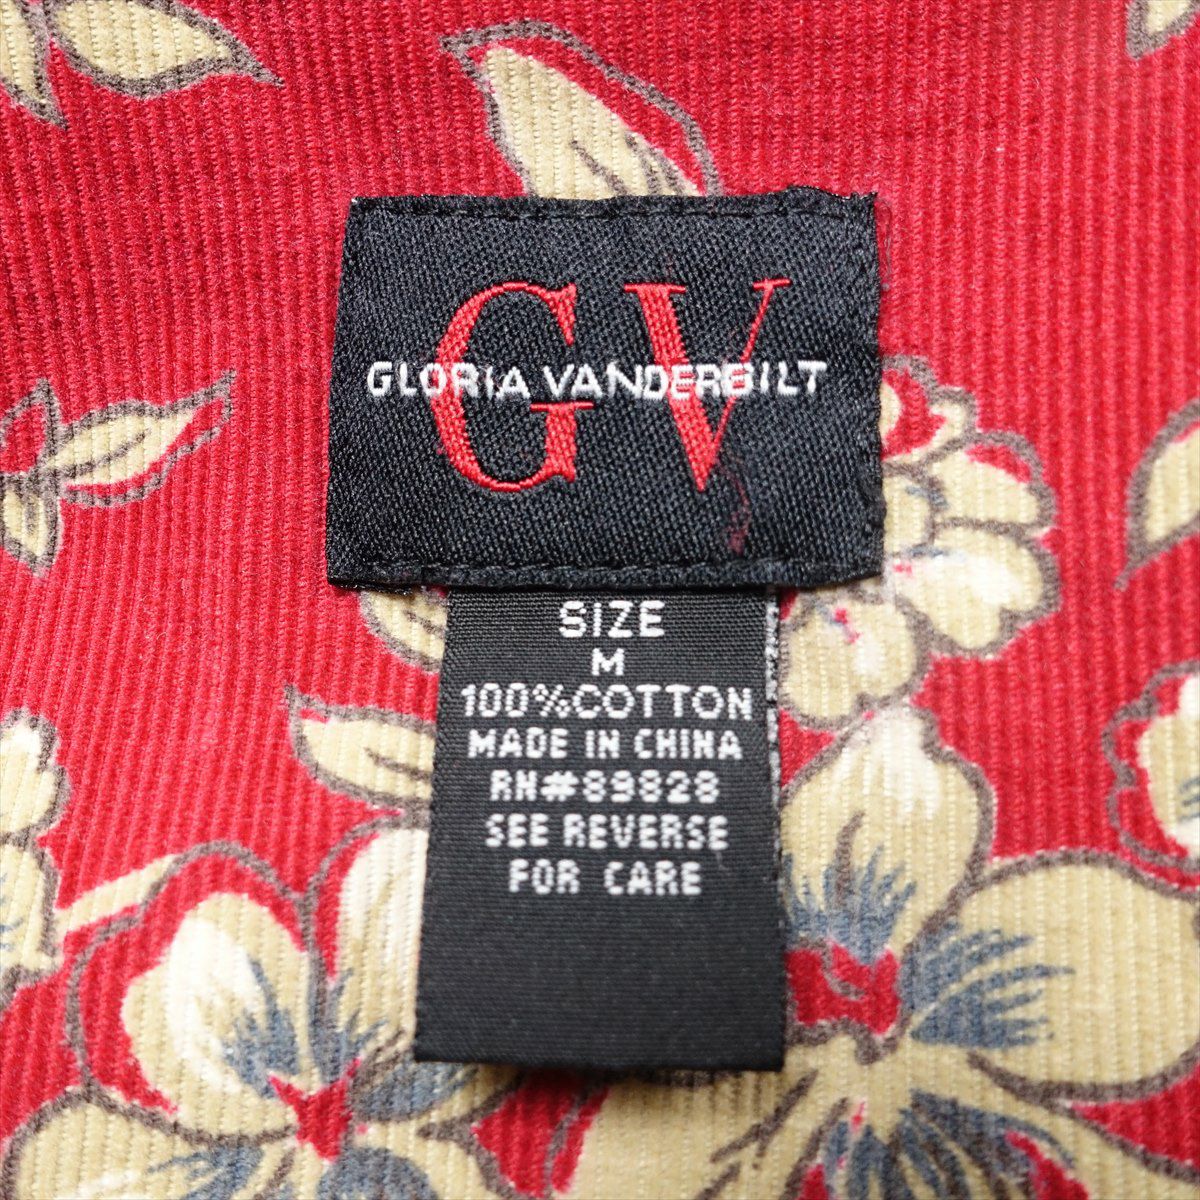 GV
GLORIA VANDERBILT
SIZE
M
100%COTTON
MADE IN CHINA
RN#89828
SEE REVERSE
FOR CARE